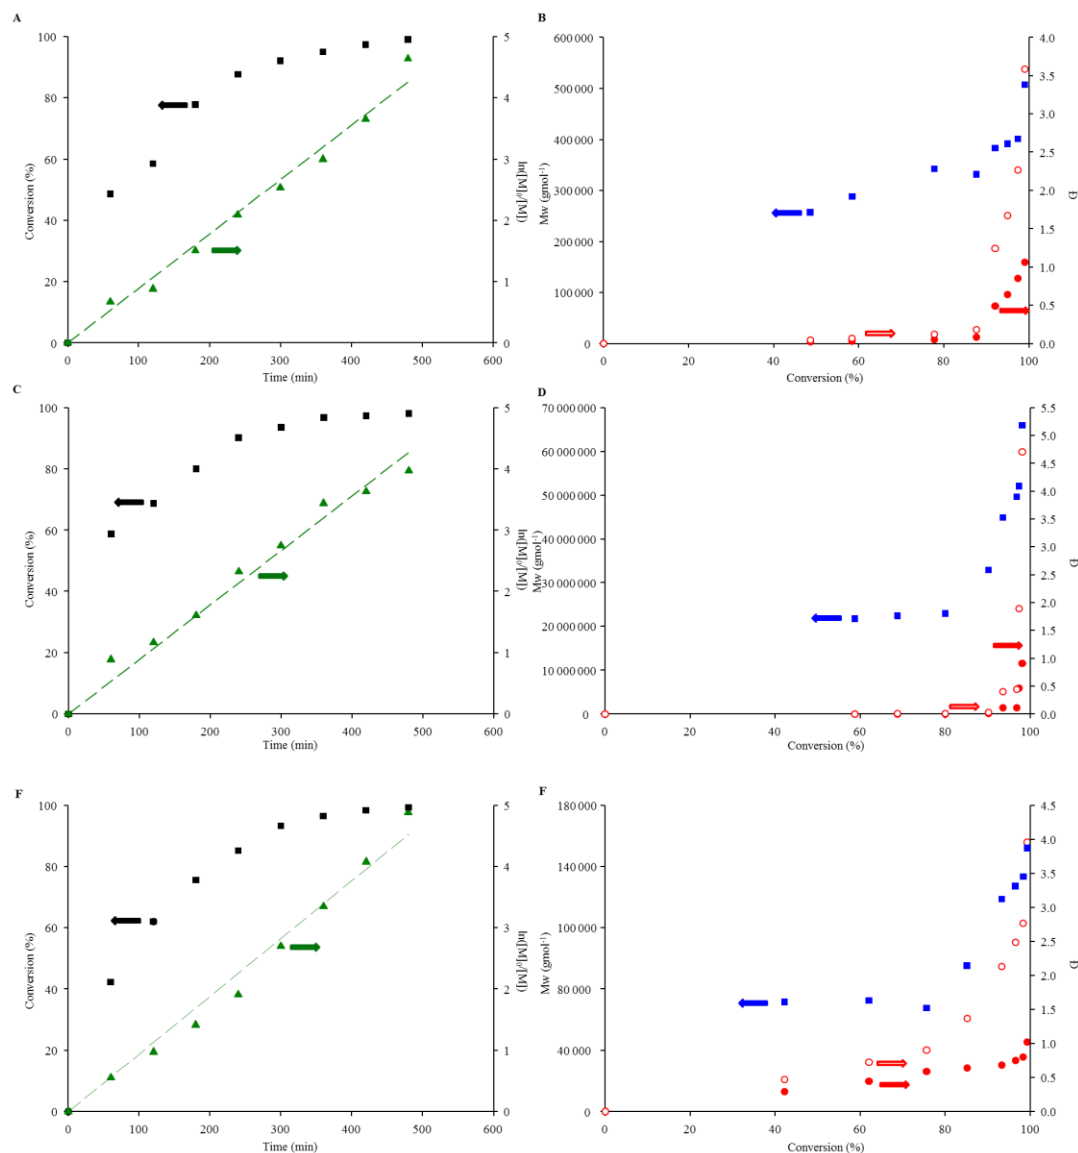 A
100
80
60
40
20
0
5
4
3
2
1
0
0 100 200 300 400 500 600
Conversion (%)
ln([M]0/[M])
Time (min)
B
600 000
500 000
400 000
300 000
200 000
100 000
0
4.0
3.5
3.0
2.5
2.0
1.5
1.0
0.5
0.0
0 20 40 60 80 100
Mw (gmol-1)
Đ
Conversion (%)
C
100
80
60
40
20
0
5
4
3
2
1
0
0 100 200 300 400 500 600
Conversion (%)
ln([M]0/[M])
Time (min)
D
70 000 000
60 000 000
50 000 000
40 000 000
30 000 000
20 000 000
10 000 000
0
5.5
5.0
4.5
4.0
3.5
3.0
2.5
2.0
1.5
1.0
0.5
0.0
0 20 40 60 80 100
Mw (gmol-1)
Đ
Conversion (%)
F
100
80
60
40
20
0
5
4
3
2
1
0
0 100 200 300 400 500 600
Conversion (%)
ln([M]0/[M])
Time (min)
F
180 000
140 000
120 000
80 000
40 000
0
4.5
4.0
3.5
3.0
2.5
2.0
1.5
1.0
0.5
0.0
0 20 40 60 80 100
Mw (gmol-1)
Đ
Conversion (%)